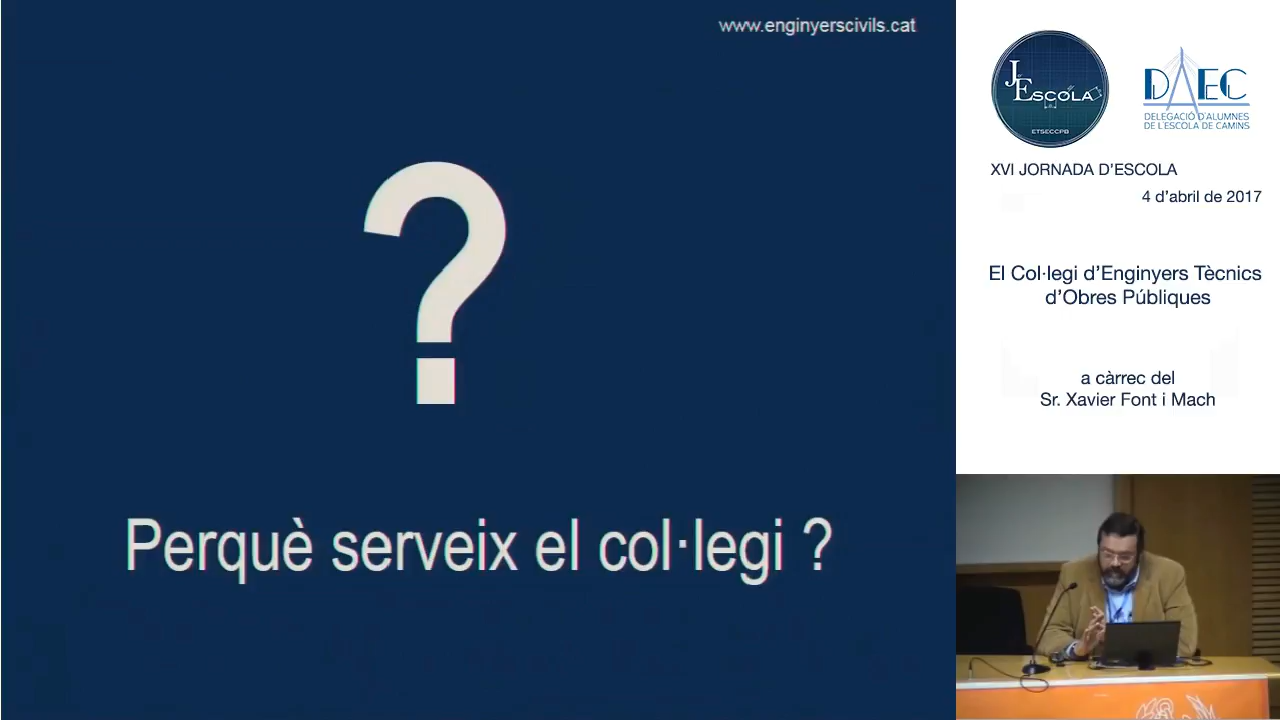 www.enginyerscivils.cat
?
Perquè serveix el col·legi ?
J
Escola
ETSECCPB
DAEC
DELEGACIÓ D'ALUMNES
DE L'ESCOLA DE CAMINS
XVI JORNADA D'ESCOLA
4 d'abril de 2017
El Col·legi d'Enginyers Tècnics
d'Obres Públiques
a càrrec del
Sr. Xavier Font i Mach